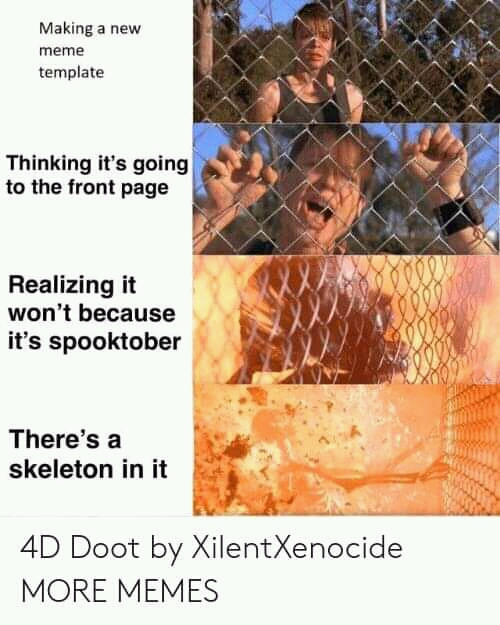 Making a new
meme
template
Thinking it's going
to the front page
Realizing it
won't because
it's spooktober
There's a
skeleton in it
4D Doot by XilentXenocide
MORE MEMES